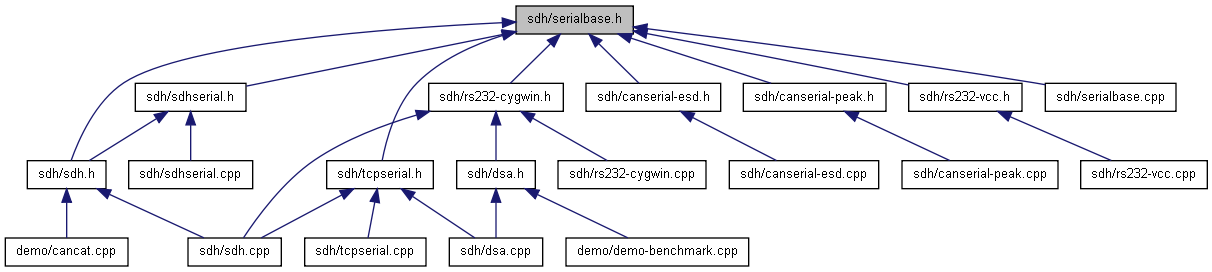 sdh/serialbase.h
sdh/sdhserial.h
sdh/rs232-cygwin.h
sdh/canserial-esd.h
sdh/canserial-peak.h
sdh/rs232-vcc.h
sdh/serialbase.cpp
sdh/sdh.h
sdh/sdhserial.cpp
sdh/tcpserial.h
sdh/dsa.h
sdh/rs232-cygwin.cpp
sdh/canserial-esd.cpp
sdh/canserial-peak.cpp
sdh/rs232-vcc.cpp
demo/cancat.cpp
sdh/sdh.cpp
sdh/tcpserial.cpp
sdh/dsa.cpp
demo/demo-benchmark.cpp